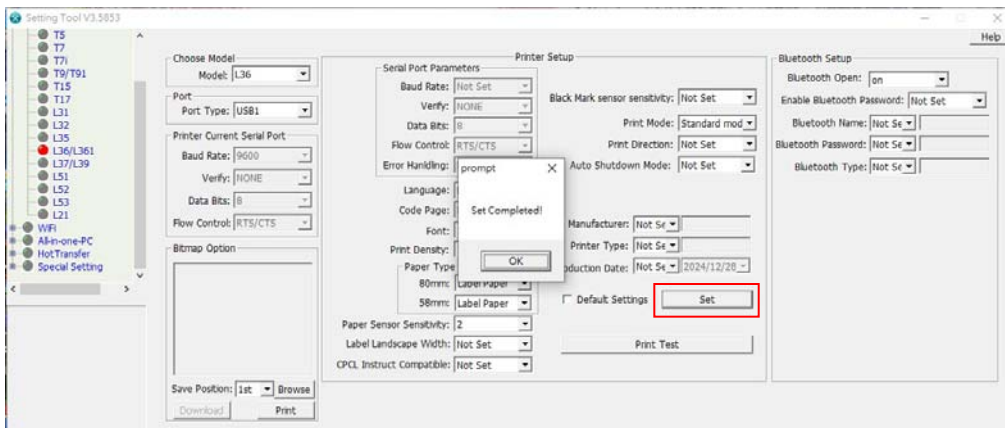 Setting Tool V3.5853
Help
T5
T7
T7i
T9/T91
T15
T17
L31
L32
L35
L36/L361
L37/L39
L51
L52
L53
L21
WiFi
All-in-one-PC
HotTransfer
Special Setting
Choose Model
Model: L36
Port
Port Type: USB1
Printer Current Serial Port
Baud Rate: 9600
Verify: NONE
Data Bits: 8
Flow Control: RTS/CTS
Bitmap Option
Save Position: 1st Browse
Download Print
Printer Setup
Serial Port Parameters
Baud Rate: Not Set
Verify: NONE
Data Bits: 8
Flow Control: RTS/CTS
Error Hanldling:
Language:
Code Page:
Font:
Print Density:
Paper Type
80mm: Label Paper
58mm: Label Paper
Paper Sensor Sensitivity: 2
Label Landscape Width: Not Set
CPCL Instruct Compatible: Not Set
prompt
Set Completed!
OK
Black Mark sensor sensitivity: Not Set
Print Mode: Standard mod
Print Direction: Not Set
Auto Shutdown Mode: Not Set
Manufacturer: Not Se
Printer Type: Not Se
oduction Date: Not Se 2024/12/28
Default Settings Set
Print Test
Bluetooth Setup
Bluetooth Open: on
Enable Bluetooth Password: Not Set
Bluetooth Name: Not Se
Bluetooth Password: Not Se
Bluetooth Type: Not Se